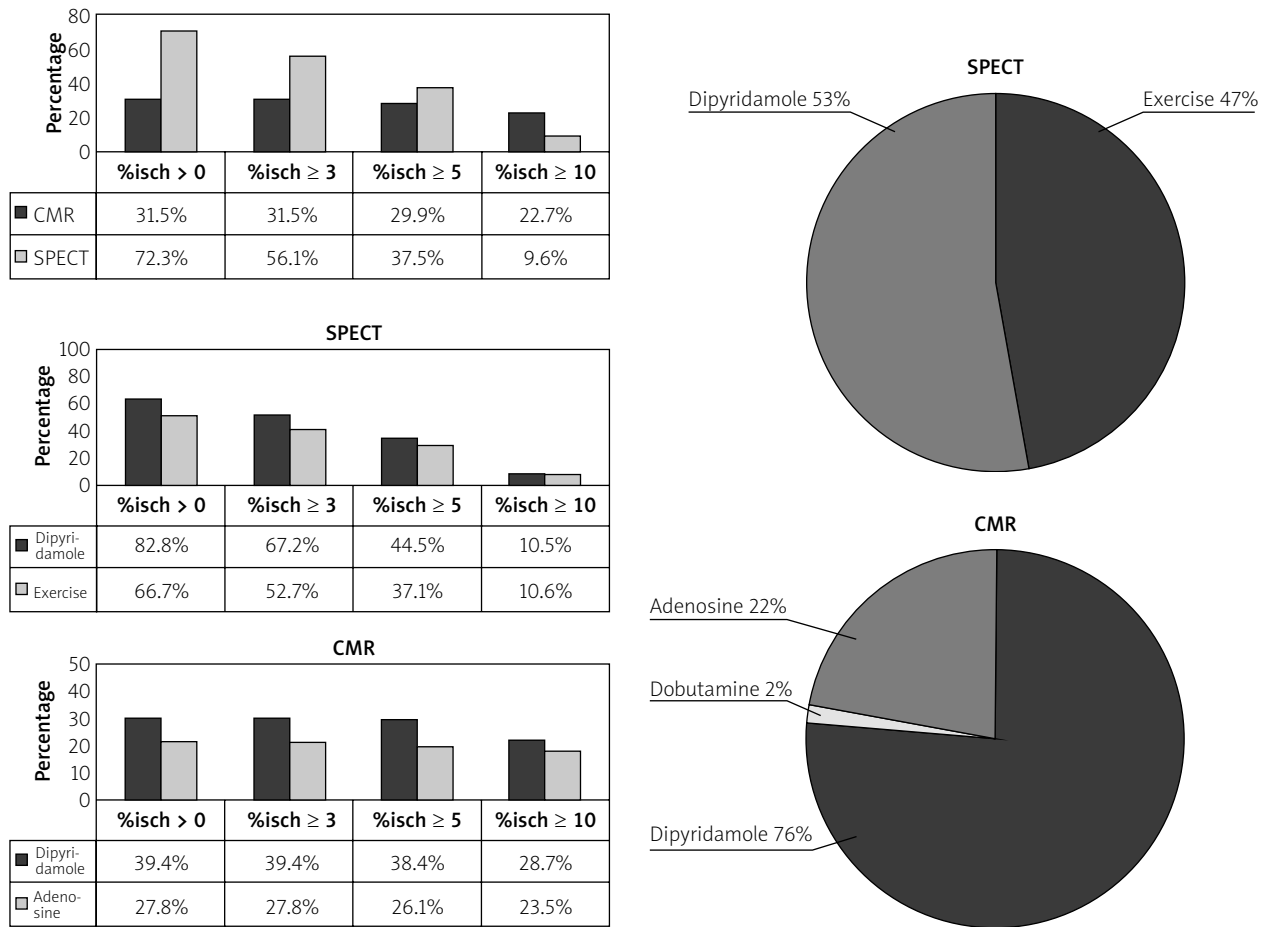 80
60
40
20
0
Percentage
%isch > 0 %isch ≥ 3 %isch ≥ 5 %isch ≥ 10
CMR 31.5% 31.5% 29.9% 22.7%
SPECT 72.3% 56.1% 37.5% 9.6%
SPECT
100
80
60
40
20
0
Percentage
%isch > 0 %isch ≥ 3 %isch ≥ 5 %isch ≥ 10
Dipyri-
damole 82.8% 67.2% 44.5% 10.5%
Exercise 66.7% 52.7% 37.1% 10.6%
CMR
50
40
30
20
10
0
Percentage
%isch > 0 %isch ≥ 3 %isch ≥ 5 %isch ≥ 10
Dipyri-
damole 39.4% 39.4% 38.4% 28.7%
Adeno-
sine 27.8% 27.8% 26.1% 23.5%
SPECT
Dipyridamole 53%
Exercise 47%
CMR
Adenosine 22%
Dobutamine 2%
Dipyridamole 76%